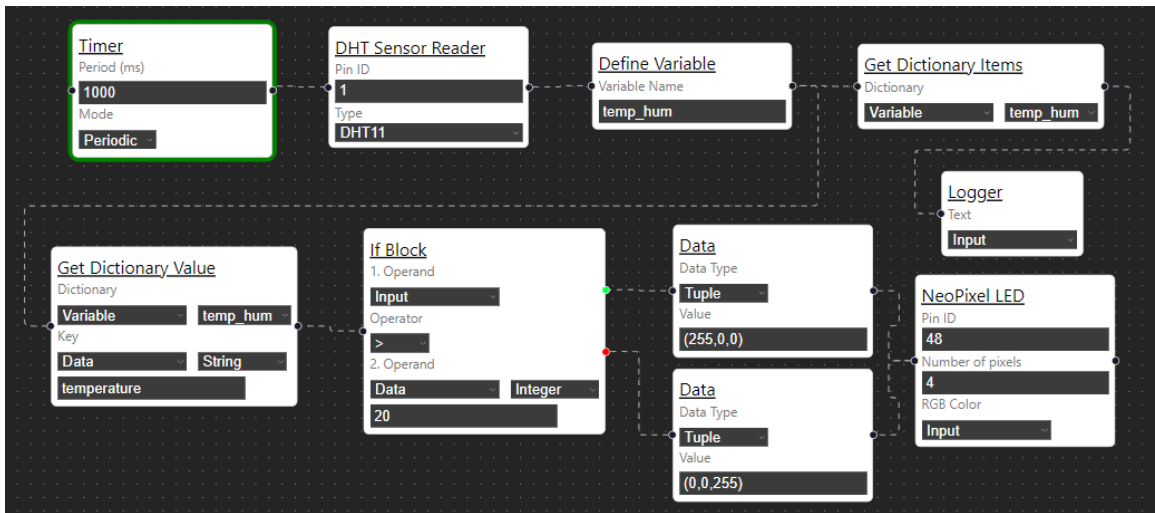 Timer
Period (ms)
1000
Mode
Periodic
DHT Sensor Reader
Pin ID
1
Type
DHT11
Define Variable
Variable Name
temp_hum
Get Dictionary Items
Dictionary
Variable temp_hum
Logger
Text
Input
Get Dictionary Value
Dictionary
Variable temp_hum
Key
Data String
temperature
If Block
1. Operand
Input
Operator
>
2. Operand
Data Integer
20
Data
Data Type
Tuple
Value
(255,0,0)
Data
Data Type
Tuple
Value
(0,0,255)
NeoPixel LED
Pin ID
48
Number of pixels
4
RGB Color
Input